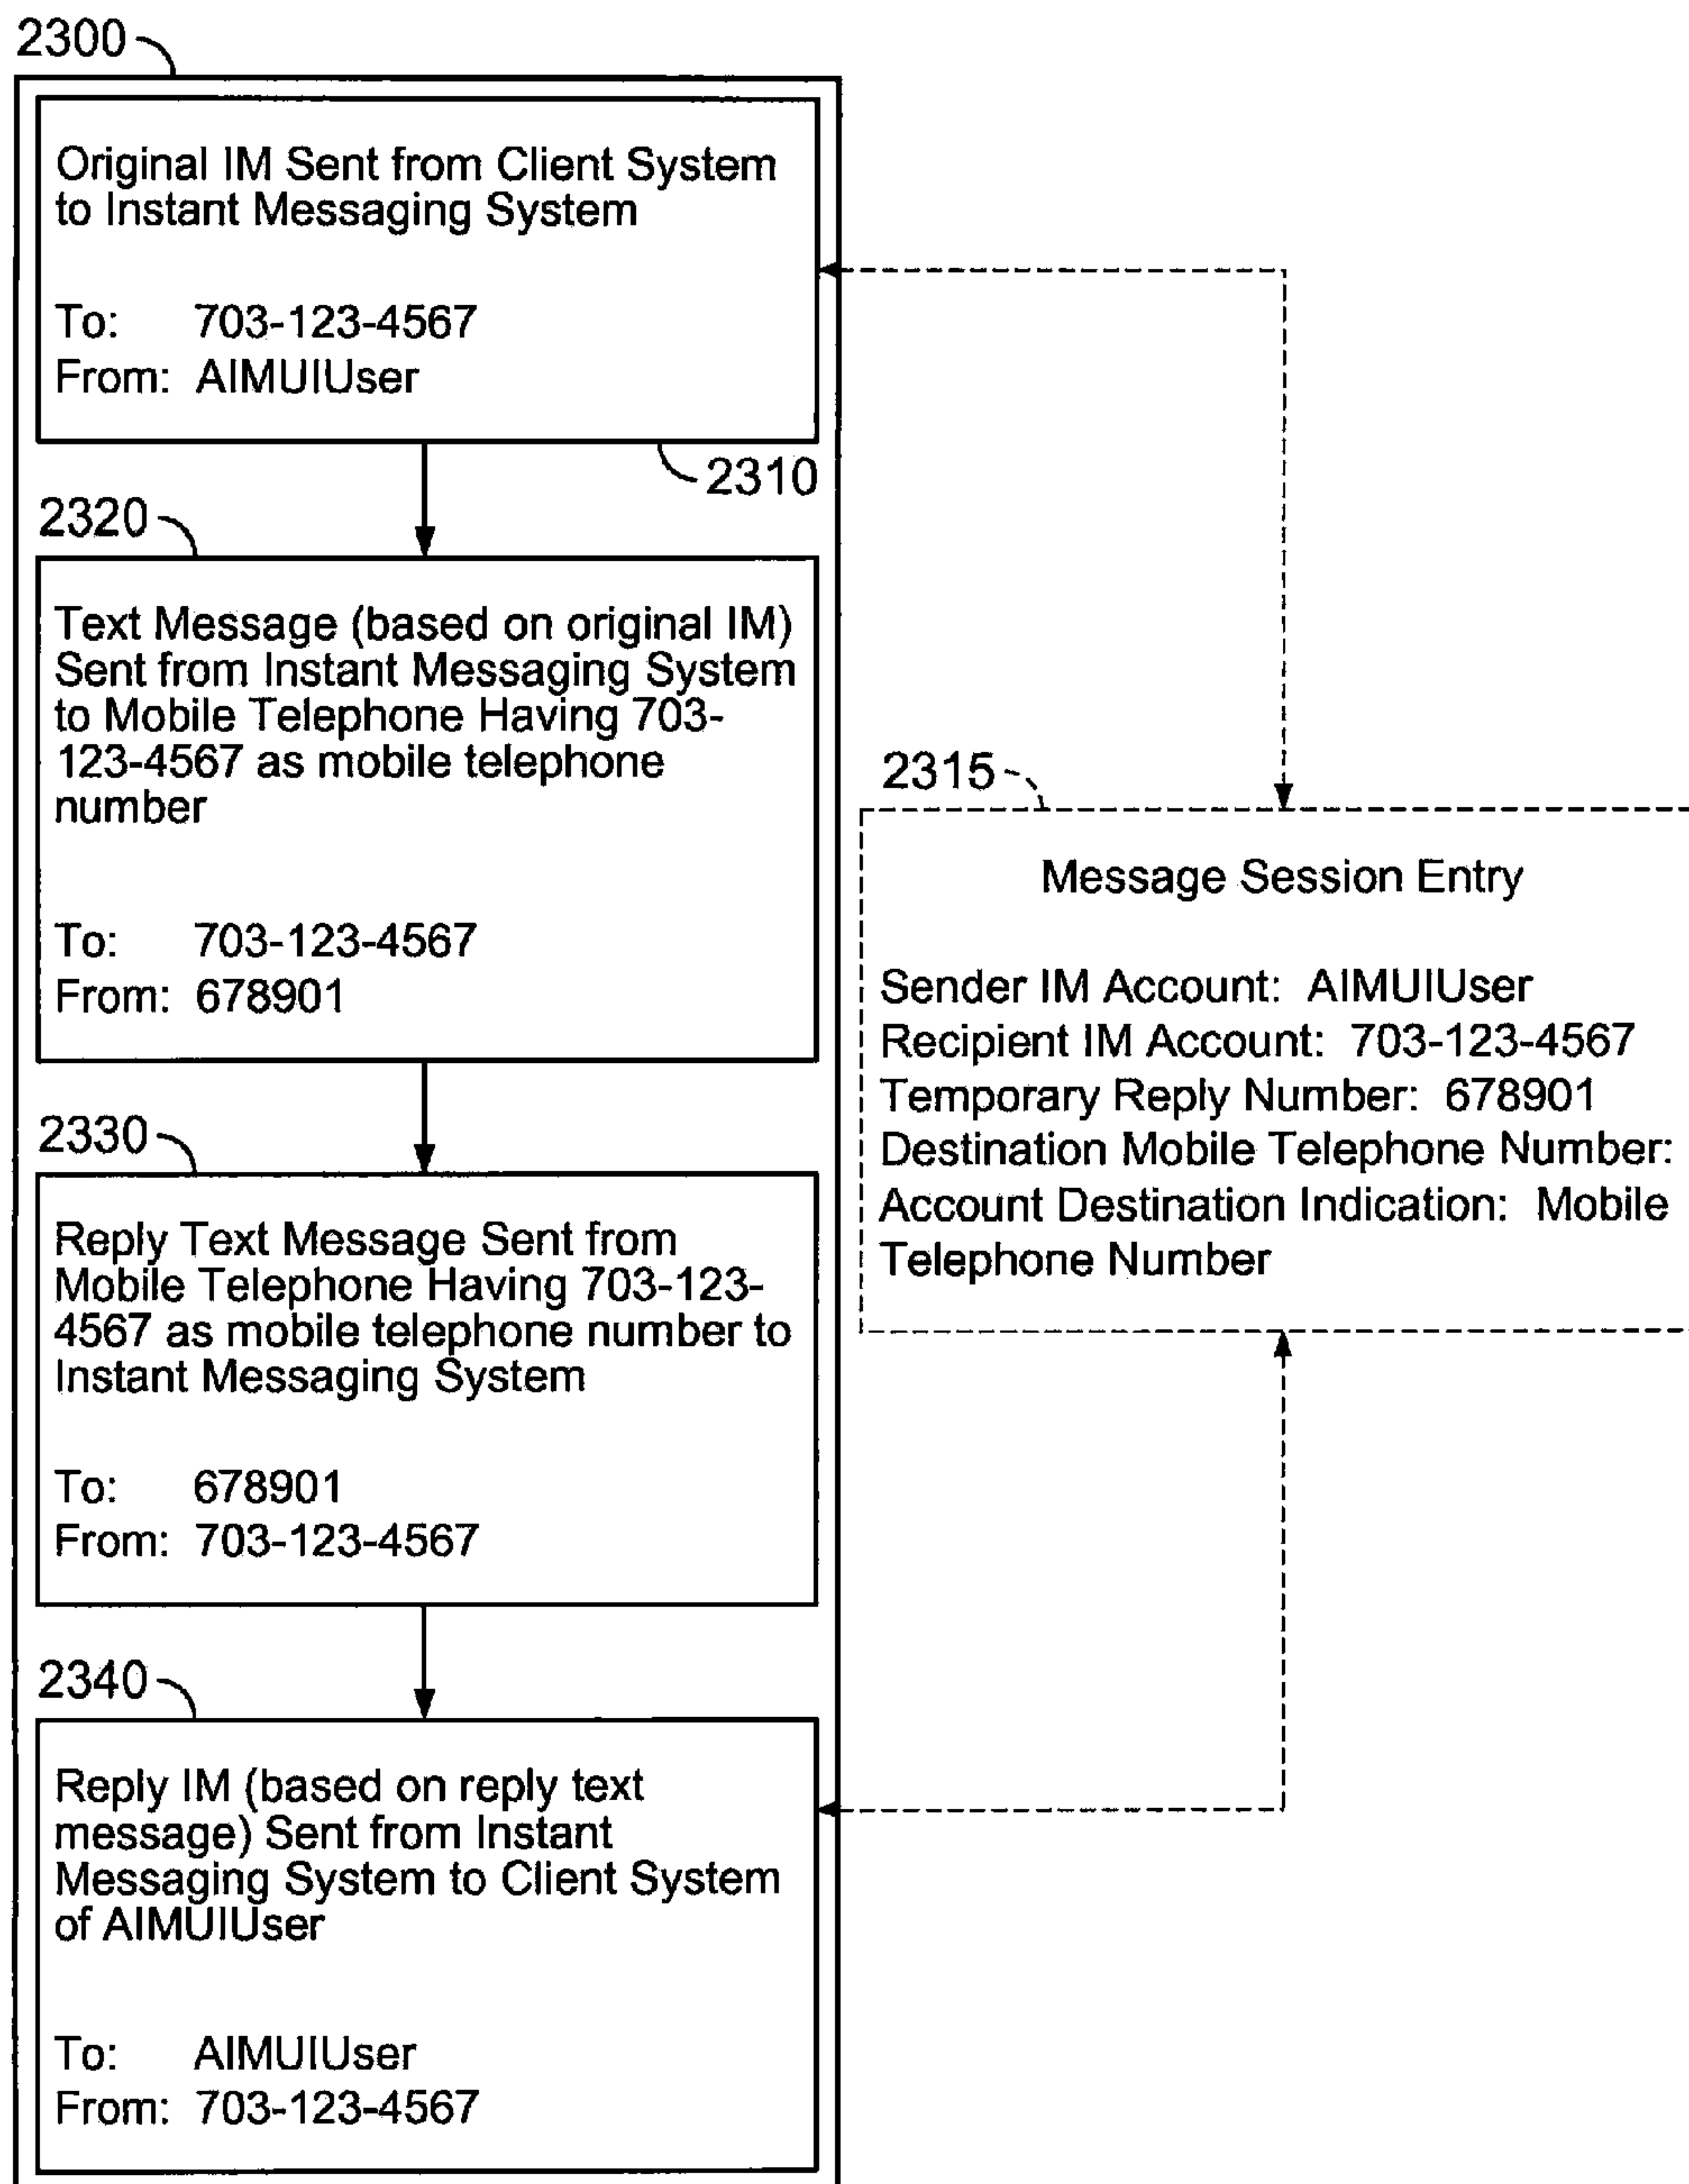 2300
Original IM Sent from Client System
to Instant Messaging System
To: 703-123-4567
From: AIMUIUser
2310
2320
Text Message (based on original IM)
Sent from Instant Messaging System
to Mobile Telephone Having 703-
123-4567 as mobile telephone
number
To: 703-123-4567
From: 678901
2315
Message Session Entry
Sender IM Account: AIMUIUser
Recipient IM Account: 703-123-4567
Temporary Reply Number: 678901
Destination Mobile Telephone Number:
Account Destination Indication: Mobile
Telephone Number
2330
Reply Text Message Sent from
Mobile Telephone Having 703-123-
4567 as mobile telephone number to
Instant Messaging System
To: 678901
From: 703-123-4567
2340
Reply IM (based on reply text
message) Sent from Instant
Messaging System to Client System
of AIMUIUser
To: AIMUIUser
From: 703-123-4567